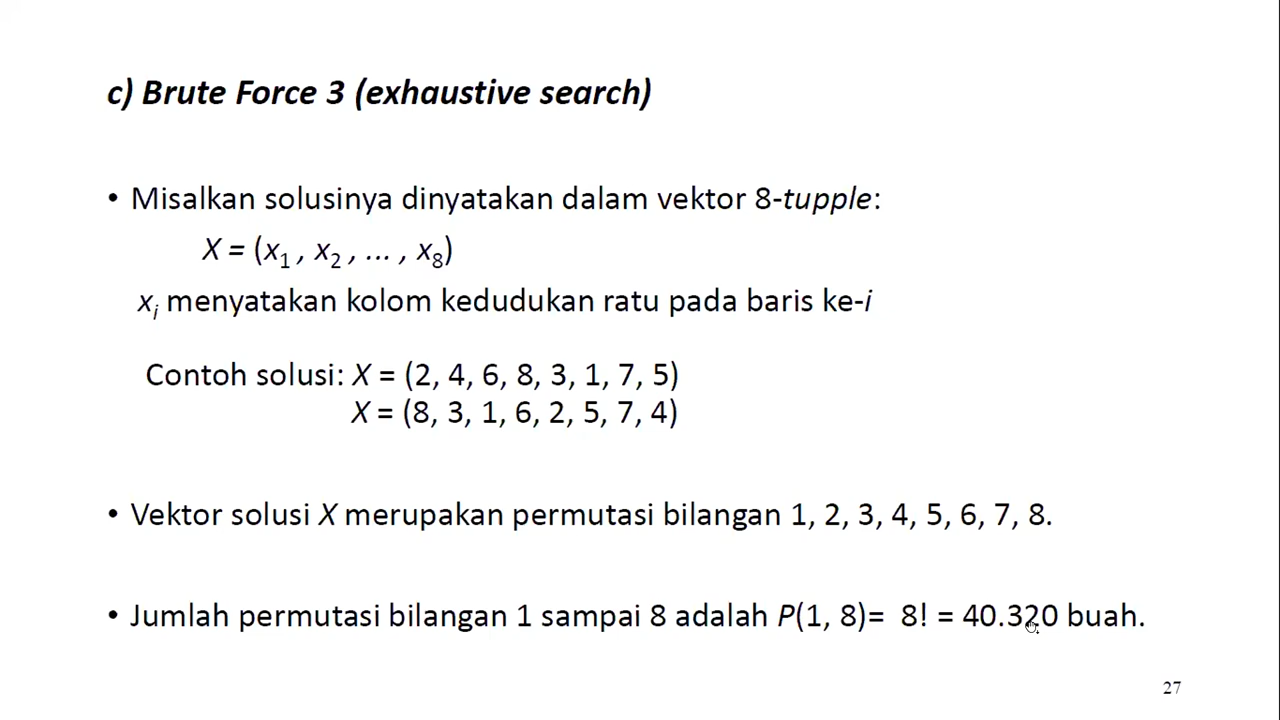 c) Brute Force 3 (exhaustive search)
• Misalkan solusinya dinyatakan dalam vektor 8-tupple:
X = (x₁ , x₂ , ... , x₈)
xᵢ menyatakan kolom kedudukan ratu pada baris ke-i
Contoh solusi: X = (2, 4, 6, 8, 3, 1, 7, 5)
X = (8, 3, 1, 6, 2, 5, 7, 4)
• Vektor solusi X merupakan permutasi bilangan 1, 2, 3, 4, 5, 6, 7, 8.
• Jumlah permutasi bilangan 1 sampai 8 adalah P(1, 8)= 8! = 40.320 buah.
27